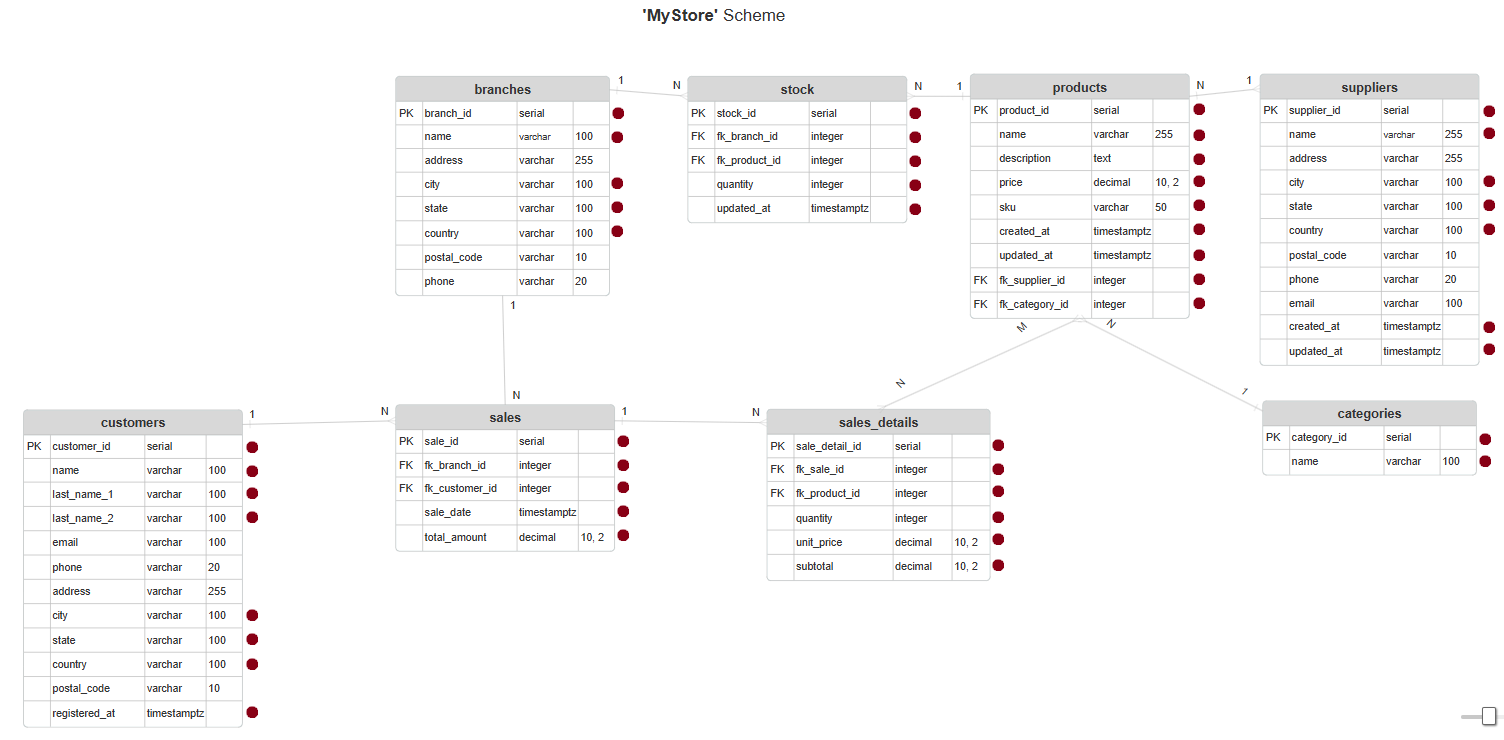 'MyStore' Scheme
branches
PK branch_id serial
name varchar 100
address varchar 255
city varchar 100
state varchar 100
country varchar 100
postal_code varchar 10
phone varchar 20
1 N
stock
PK stock_id serial
FK fk_branch_id integer
FK fk_product_id integer
quantity integer
updated_at timestamptz
N 1
products
PK product_id serial
name varchar 255
description text
price decimal 10, 2
sku varchar 50
created_at timestamptz
updated_at timestamptz
FK fk_supplier_id integer
FK fk_category_id integer
N 1
suppliers
PK supplier_id serial
name varchar 255
address varchar 255
city varchar 100
state varchar 100
country varchar 100
postal_code varchar 10
phone varchar 20
email varchar 100
created_at timestamptz
updated_at timestamptz
1
N
M
N
N
1
customers
PK customer_id serial
name varchar 100
last_name_1 varchar 100
last_name_2 varchar 100
email varchar 100
phone varchar 20
address varchar 255
city varchar 100
state varchar 100
country varchar 100
postal_code varchar 10
registered_at timestamptz
1 N
sales
PK sale_id serial
FK fk_branch_id integer
FK fk_customer_id integer
sale_date timestamptz
total_amount decimal 10, 2
1 N
sales_details
PK sale_detail_id serial
FK fk_sale_id integer
FK fk_product_id integer
quantity integer
unit_price decimal 10, 2
subtotal decimal 10, 2
categories
PK category_id serial
name varchar 100